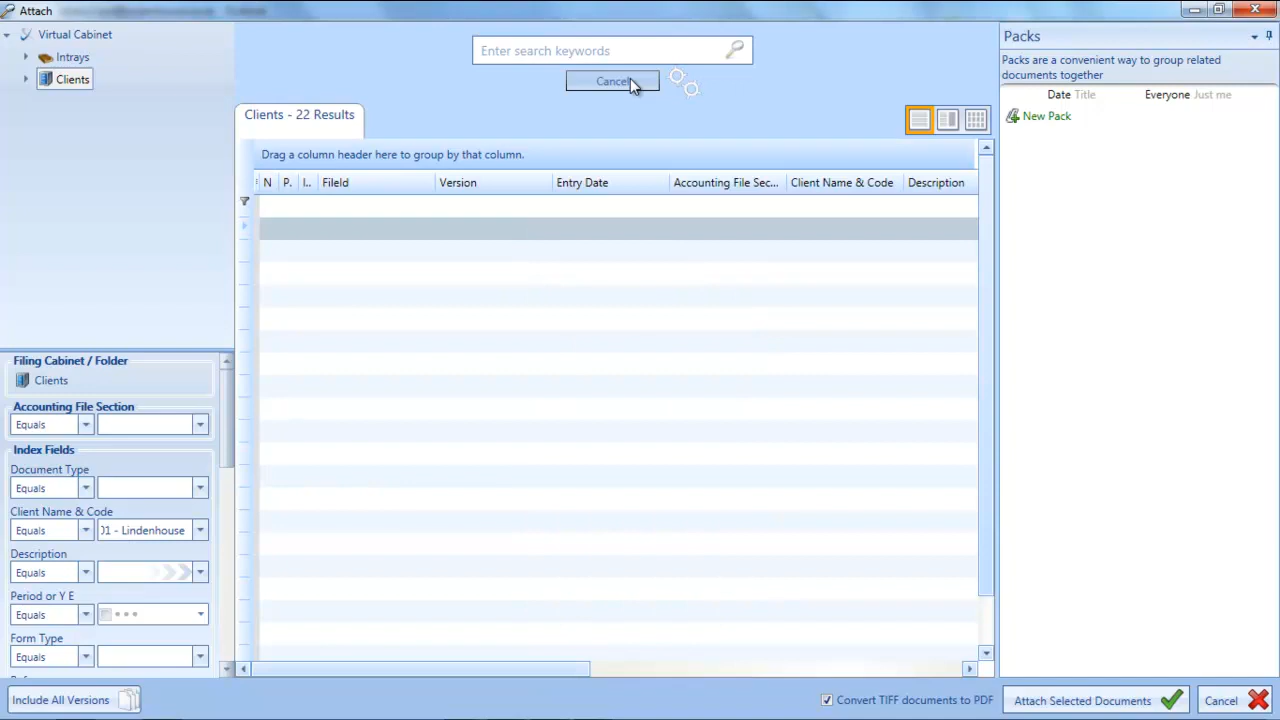 Attach
Virtual Cabinet
Intrays
Clients
Enter search keywords
Cancel
Clients - 22 Results
Drag a column header here to group by that column.
N P. I.. FileId Version Entry Date Accounting File Sec... Client Name & Code Description
Filing Cabinet / Folder
Clients
Accounting File Section
Equals
Index Fields
Document Type
Equals
Client Name & Code
Equals 01 - Lindenhouse
Description
Equals
Period or Y E
Equals
Form Type
Equals
Packs
Packs are a convenient way to group related
documents together
Date Title Everyone Just me
New Pack
Include All Versions
Convert TIFF documents to PDF
Attach Selected Documents
Cancel